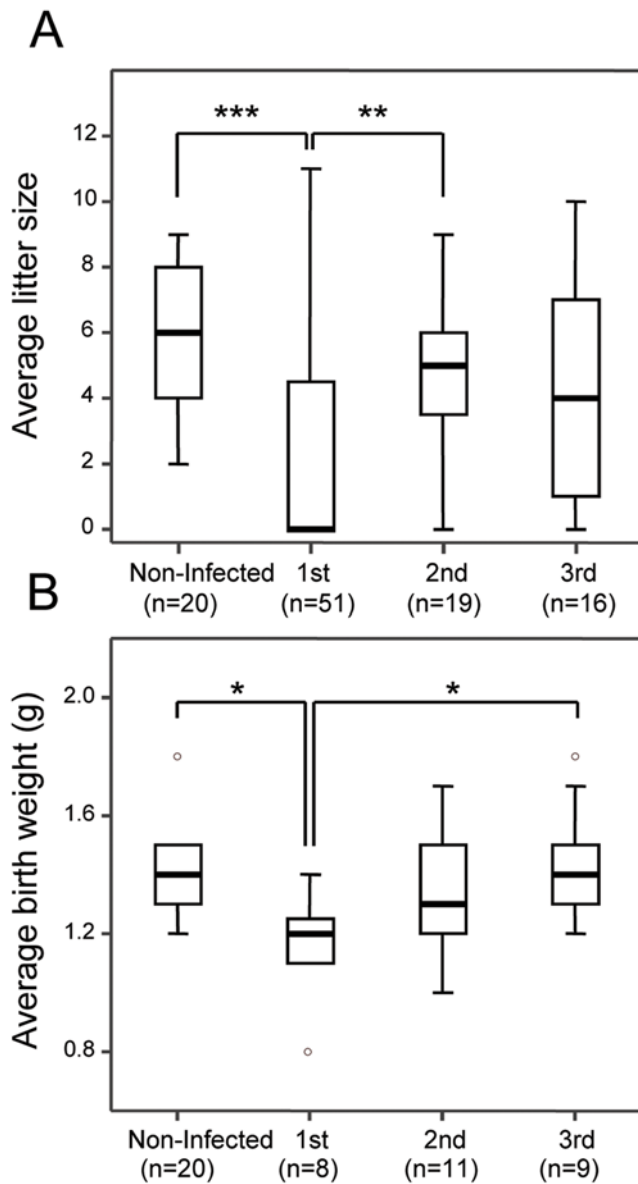 A
Average litter size
12
10
8
6
4
2
0
*** **
Non-Infected 1st 2nd 3rd
(n=20) (n=51) (n=19) (n=16)
B
Average birth weight (g)
2.0
1.6
1.2
0.8
* *
Non-Infected 1st 2nd 3rd
(n=20) (n=8) (n=11) (n=9)